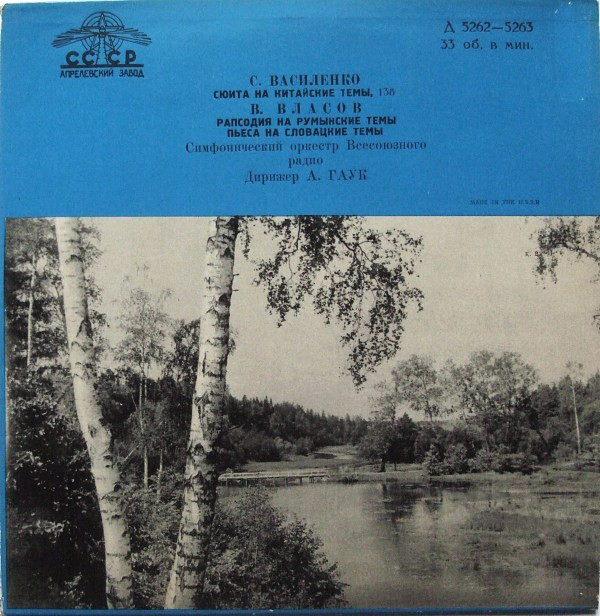 СССР
АПРЕЛЕВСКИЙ ЗАВОД
Д 5262—5263
33 об. в мин.
С. ВАСИЛЕНКО
СЮИТА НА КИТАЙСКИЕ ТЕМЫ, 138
В. ВЛАСОВ
РАПСОДИЯ НА РУМЫНСКИЕ ТЕМЫ
ПЬЕСА НА СЛОВАЦКИЕ ТЕМЫ
Симфонический оркестр Всесоюзного
радио
Дирижер А. ГАУК
MADE IN THE U.S.S.R